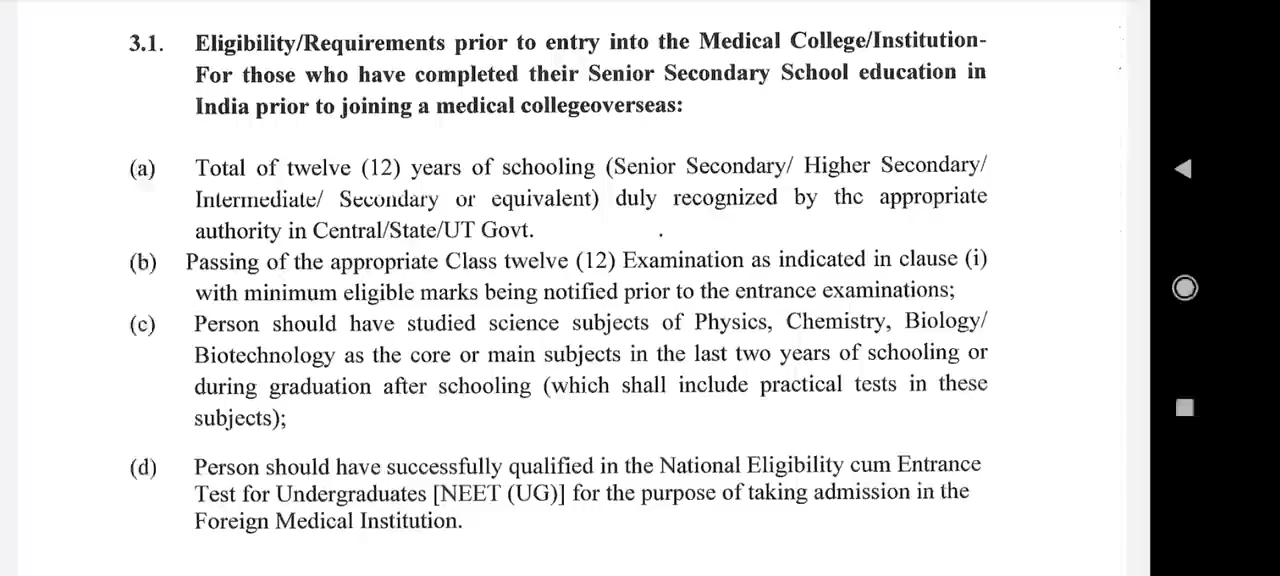 3.1. Eligibility/Requirements prior to entry into the Medical College/Institution-
For those who have completed their Senior Secondary School education in
India prior to joining a medical collegeoverseas:
(a) Total of twelve (12) years of schooling (Senior Secondary/ Higher Secondary/
Intermediate/ Secondary or equivalent) duly recognized by the appropriate
authority in Central/State/UT Govt.
(b) Passing of the appropriate Class twelve (12) Examination as indicated in clause (i)
with minimum eligible marks being notified prior to the entrance examinations;
(c) Person should have studied science subjects of Physics, Chemistry, Biology/
Biotechnology as the core or main subjects in the last two years of schooling or
during graduation after schooling (which shall include practical tests in these
subjects);
(d) Person should have successfully qualified in the National Eligibility cum Entrance
Test for Undergraduates [NEET (UG)] for the purpose of taking admission in the
Foreign Medical Institution.